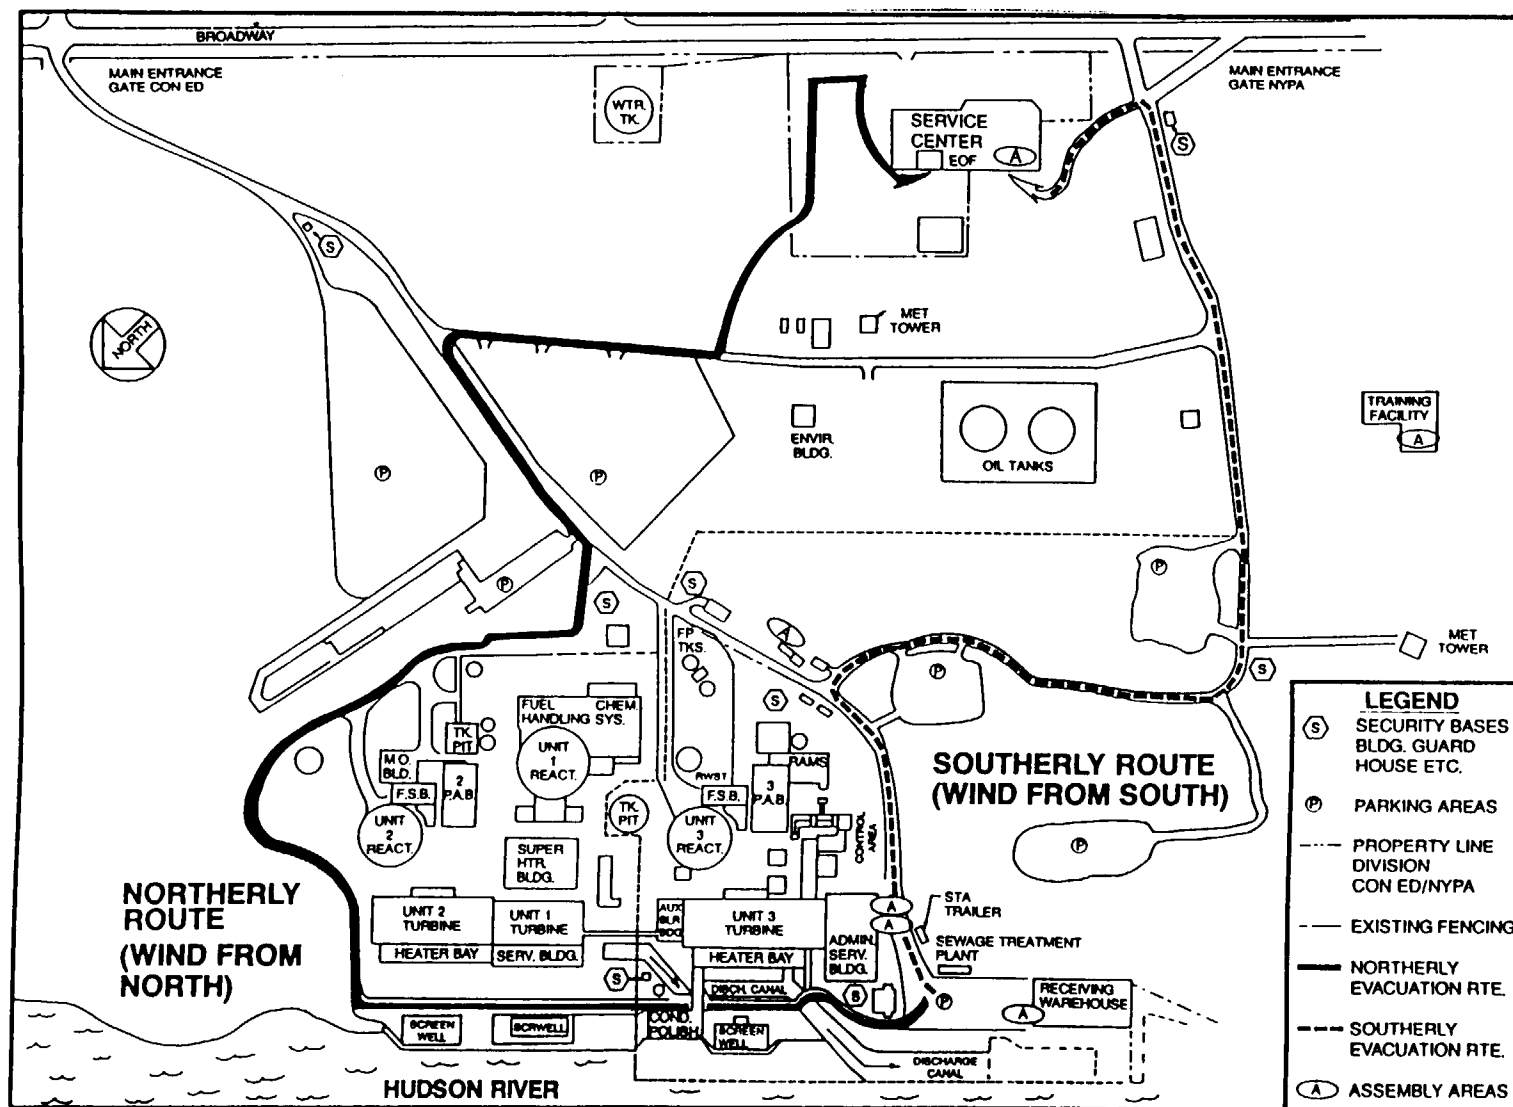 BROADWAY
MAIN ENTRANCE
GATE CON ED
MAIN ENTRANCE
GATE NYPA
WTR.
TK.
SERVICE
CENTER
EOF
A
S
S
NORTH
MET
TOWER
TRAINING
FACILITY
A
ENVIR.
BLDG.
OIL TANKS
P
P
P
P
S
S
A
FP
TKS.
MET
TOWER
S
P
S
FUEL
HANDLING
CHEM.
SYS.
TK.
PIT
UNIT
1
REACT.
M O.
BLD.
2
P.A.B.
F.S.B.
UNIT
2
REACT.
RWST
F.S.B.
3
P.A.B.
RAMS
TK.
PIT
UNIT
3
REACT.
CONTROL
AREA
SUPER
HTR.
BLDG.
SOUTHERLY ROUTE
(WIND FROM SOUTH)
P
NORTHERLY
ROUTE
(WIND FROM
NORTH)
UNIT 2
TURBINE
UNIT 1
TURBINE
AUX
BLR
BDG
UNIT 3
TURBINE
A
A
STA
TRAILER
HEATER BAY
SERV. BLDG.
HEATER BAY
ADMIN.
SERV.
BLDG.
SEWAGE TREATMENT
PLANT
S
DISCH. CANAL
S
P
RECEIVING
WAREHOUSE
A
SCREEN
WELL
SCRWELL
COND.
POLISH
SCREEN
WELL
DISCHARGE
CANAL
HUDSON RIVER
LEGEND
S SECURITY BASES
BLDG. GUARD
HOUSE ETC.
P PARKING AREAS
PROPERTY LINE
DIVISION
CON ED/NYPA
EXISTING FENCING
NORTHERLY
EVACUATION RTE.
SOUTHERLY
EVACUATION RTE.
A ASSEMBLY AREAS